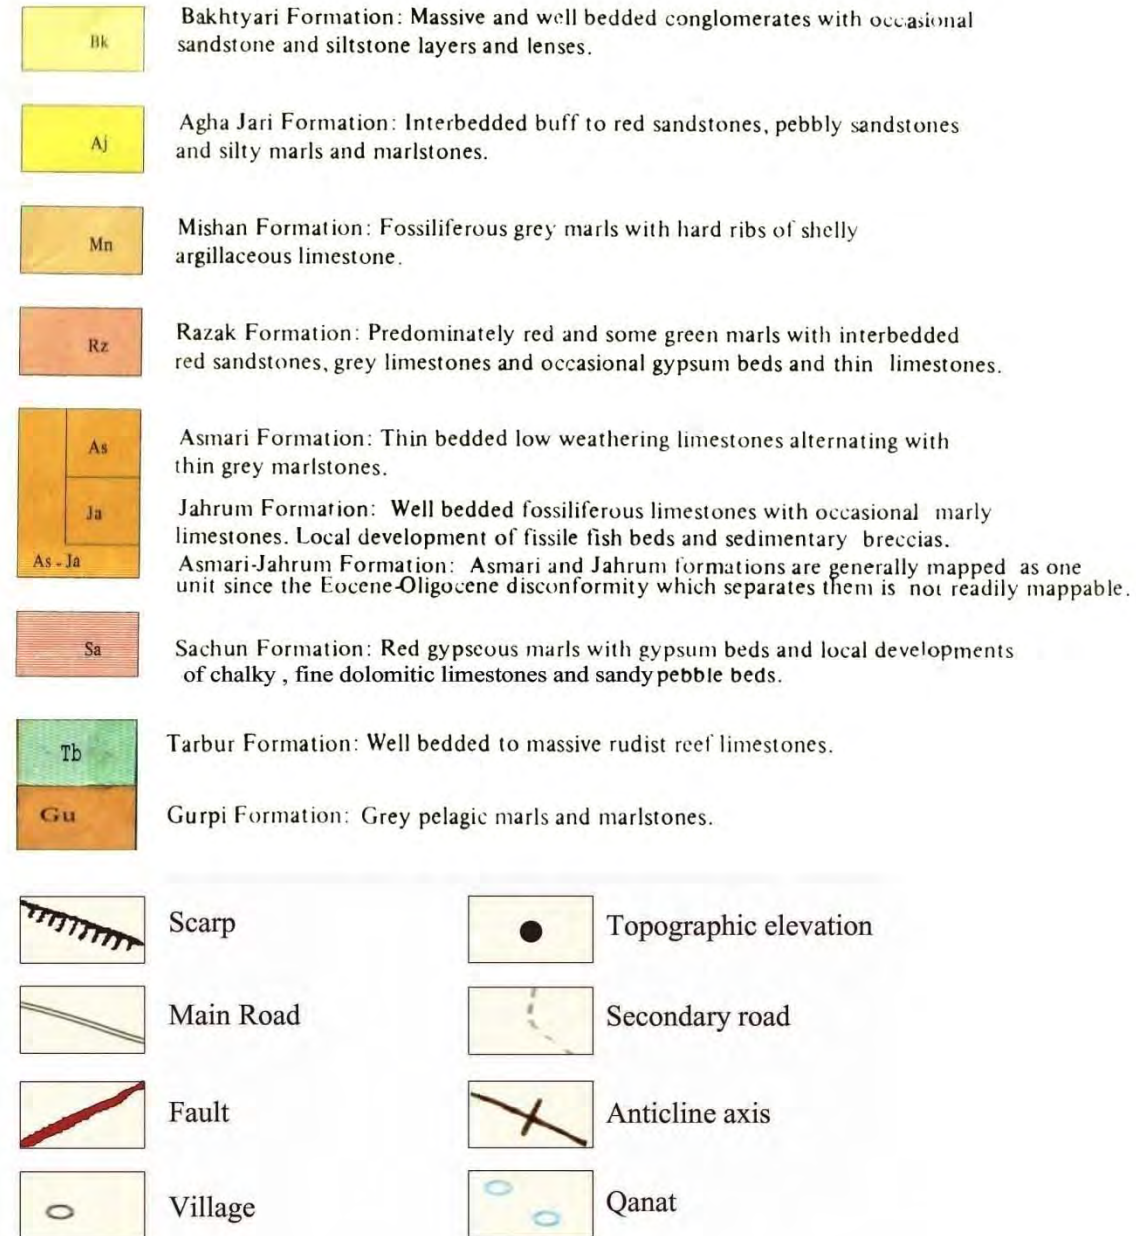 Bk
Bakhtyari Formation: Massive and well bedded conglomerates with occasional
sandstone and siltstone layers and lenses.
Aj
Agha Jari Formation: Interbedded buff to red sandstones, pebbly sandstones
and silty marls and marlstones.
Mn
Mishan Formation: Fossiliferous grey marls with hard ribs of shelly
argillaceous limestone.
Rz
Razak Formation: Predominately red and some green marls with interbedded
red sandstones, grey limestones and occasional gypsum beds and thin limestones.
As
Asmari Formation: Thin bedded low weathering limestones alternating with
thin grey marlstones.
Ja
Jahrum Formation: Well bedded fossiliferous limestones with occasional marly
limestones. Local development of fissile fish beds and sedimentary breccias.
As - Ja
Asmari-Jahrum Formation: Asmari and Jahrum formations are generally mapped as one
unit since the Eocene-Oligocene disconformity which separates them is not readily mappable.
Sa
Sachun Formation: Red gypseous marls with gypsum beds and local developments
of chalky , fine dolomitic limestones and sandy pebble beds.
Tb
Tarbur Formation: Well bedded to massive rudist reef limestones.
Gu
Gurpi Formation: Grey pelagic marls and marlstones.
Scarp
Topographic elevation
Main Road
Secondary road
Fault
Anticline axis
Village
Qanat